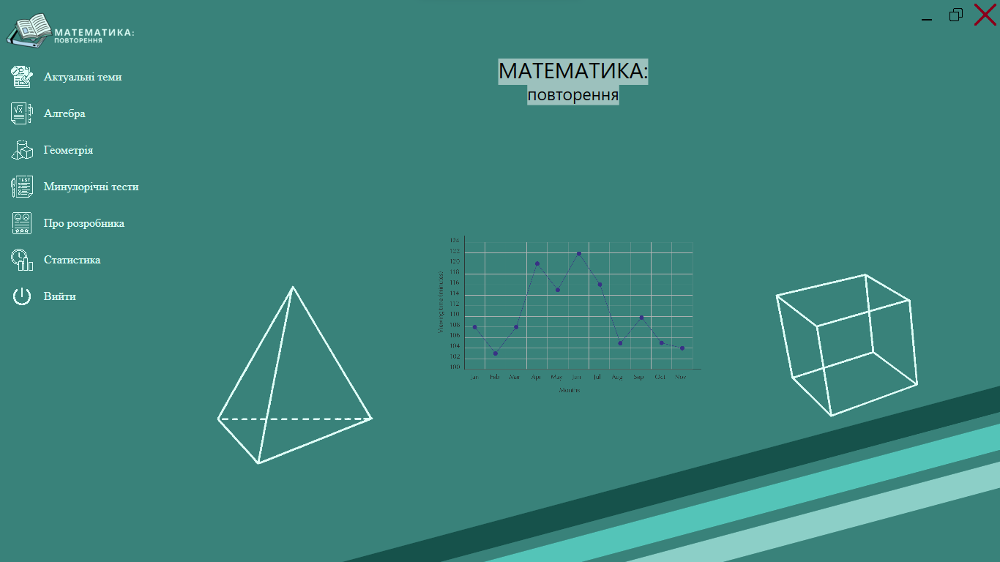 МАТЕМАТИКА:
ПОВТОРЕННЯ
Актуальні теми
Алгебра
Геометрія
Минулорічні тести
Про розробника
Статистика
Вийти
МАТЕМАТИКА:
повторення
TEST
124
122
120
118
116
114
112
110
108
106
104
102
100
Viewing time (minutes)
Jan Feb Mar Apr May Jun Jul Aug Sep Oct Nov
Months